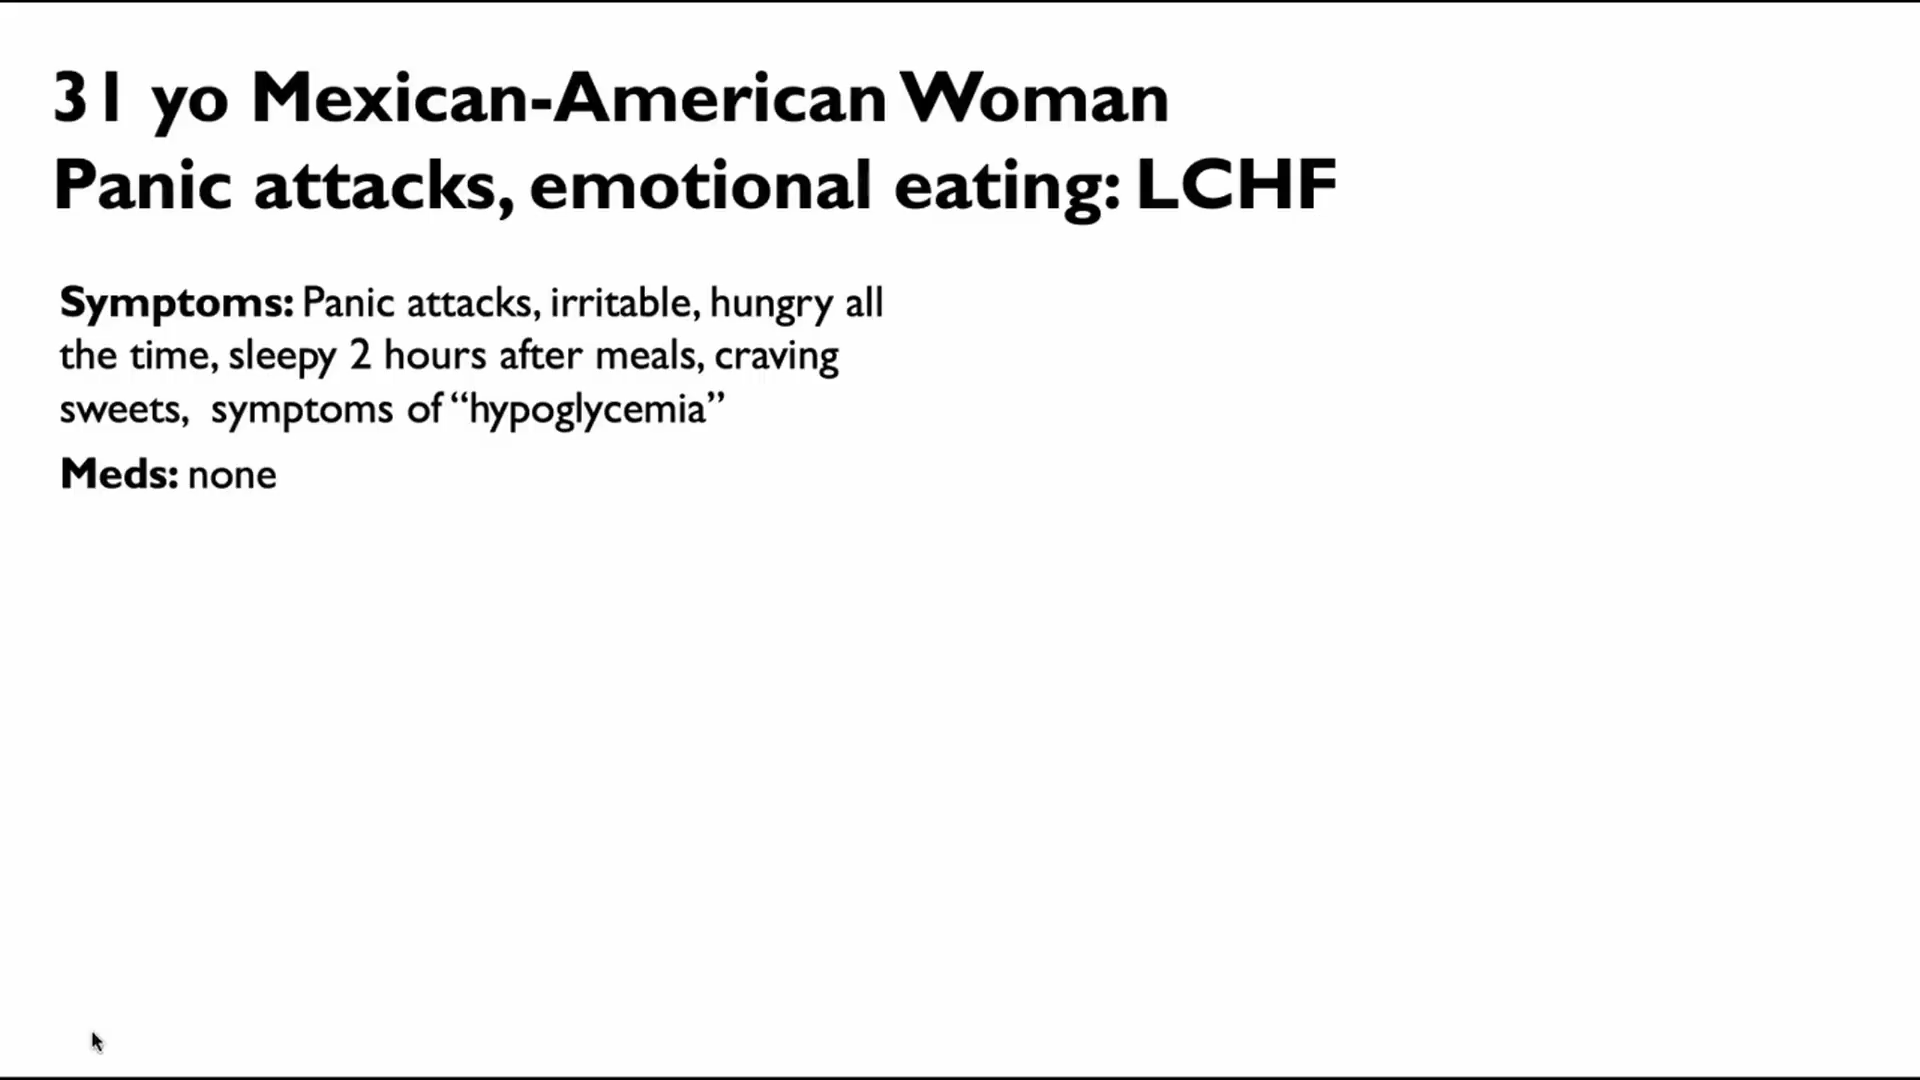 31 yo Mexican-American Woman
Panic attacks, emotional eating: LCHF
Symptoms: Panic attacks, irritable, hungry all
the time, sleepy 2 hours after meals, craving
sweets,  symptoms of “hypoglycemia”
Meds: none